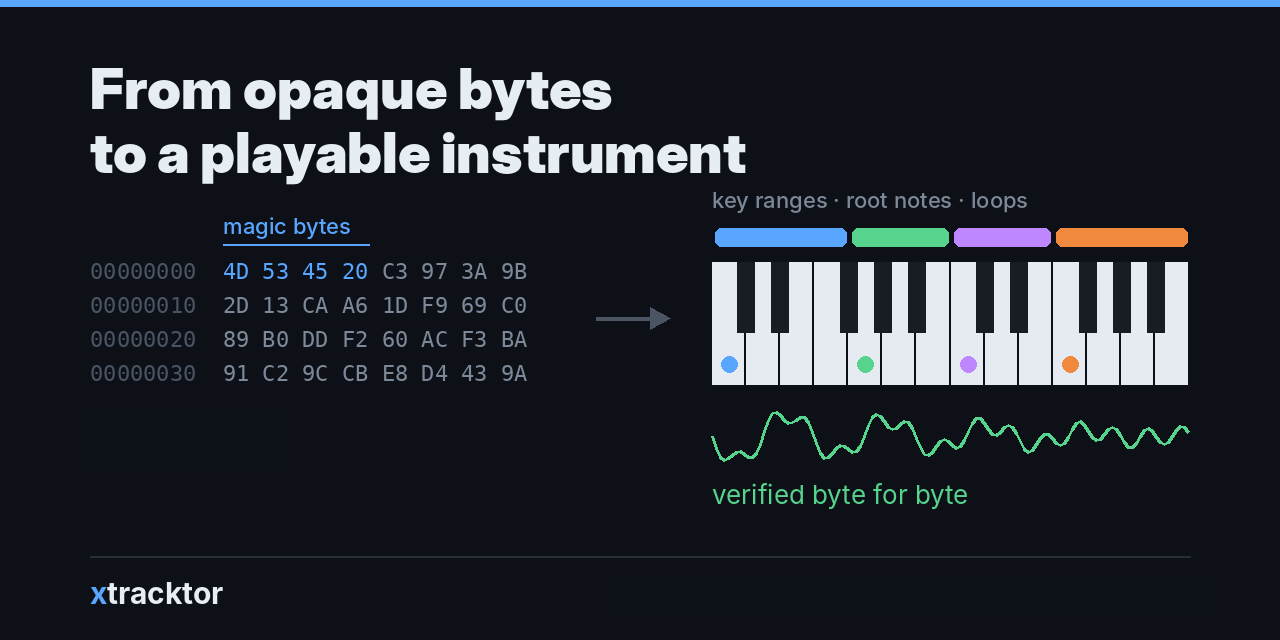 From opaque bytes
to a playable instrument
magic bytes
00000000 4D 53 45 20 C3 97 3A 9B
00000010 2D 13 CA A6 1D F9 69 C0
00000020 89 B0 DD F2 60 AC F3 BA
00000030 91 C2 9C CB E8 D4 43 9A
key ranges · root notes · loops
verified byte for byte
xtracktor